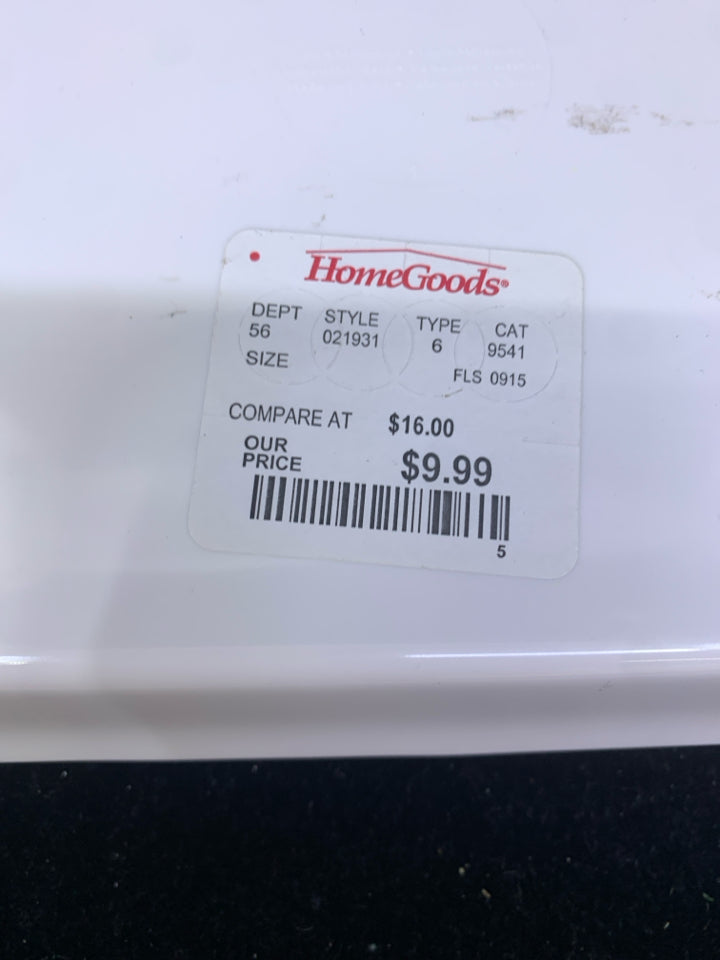 HomeGoods®
DEPT STYLE TYPE CAT
56 021931 6 9541
SIZE FLS 0915
COMPARE AT $16.00
OUR
PRICE $9.99
5